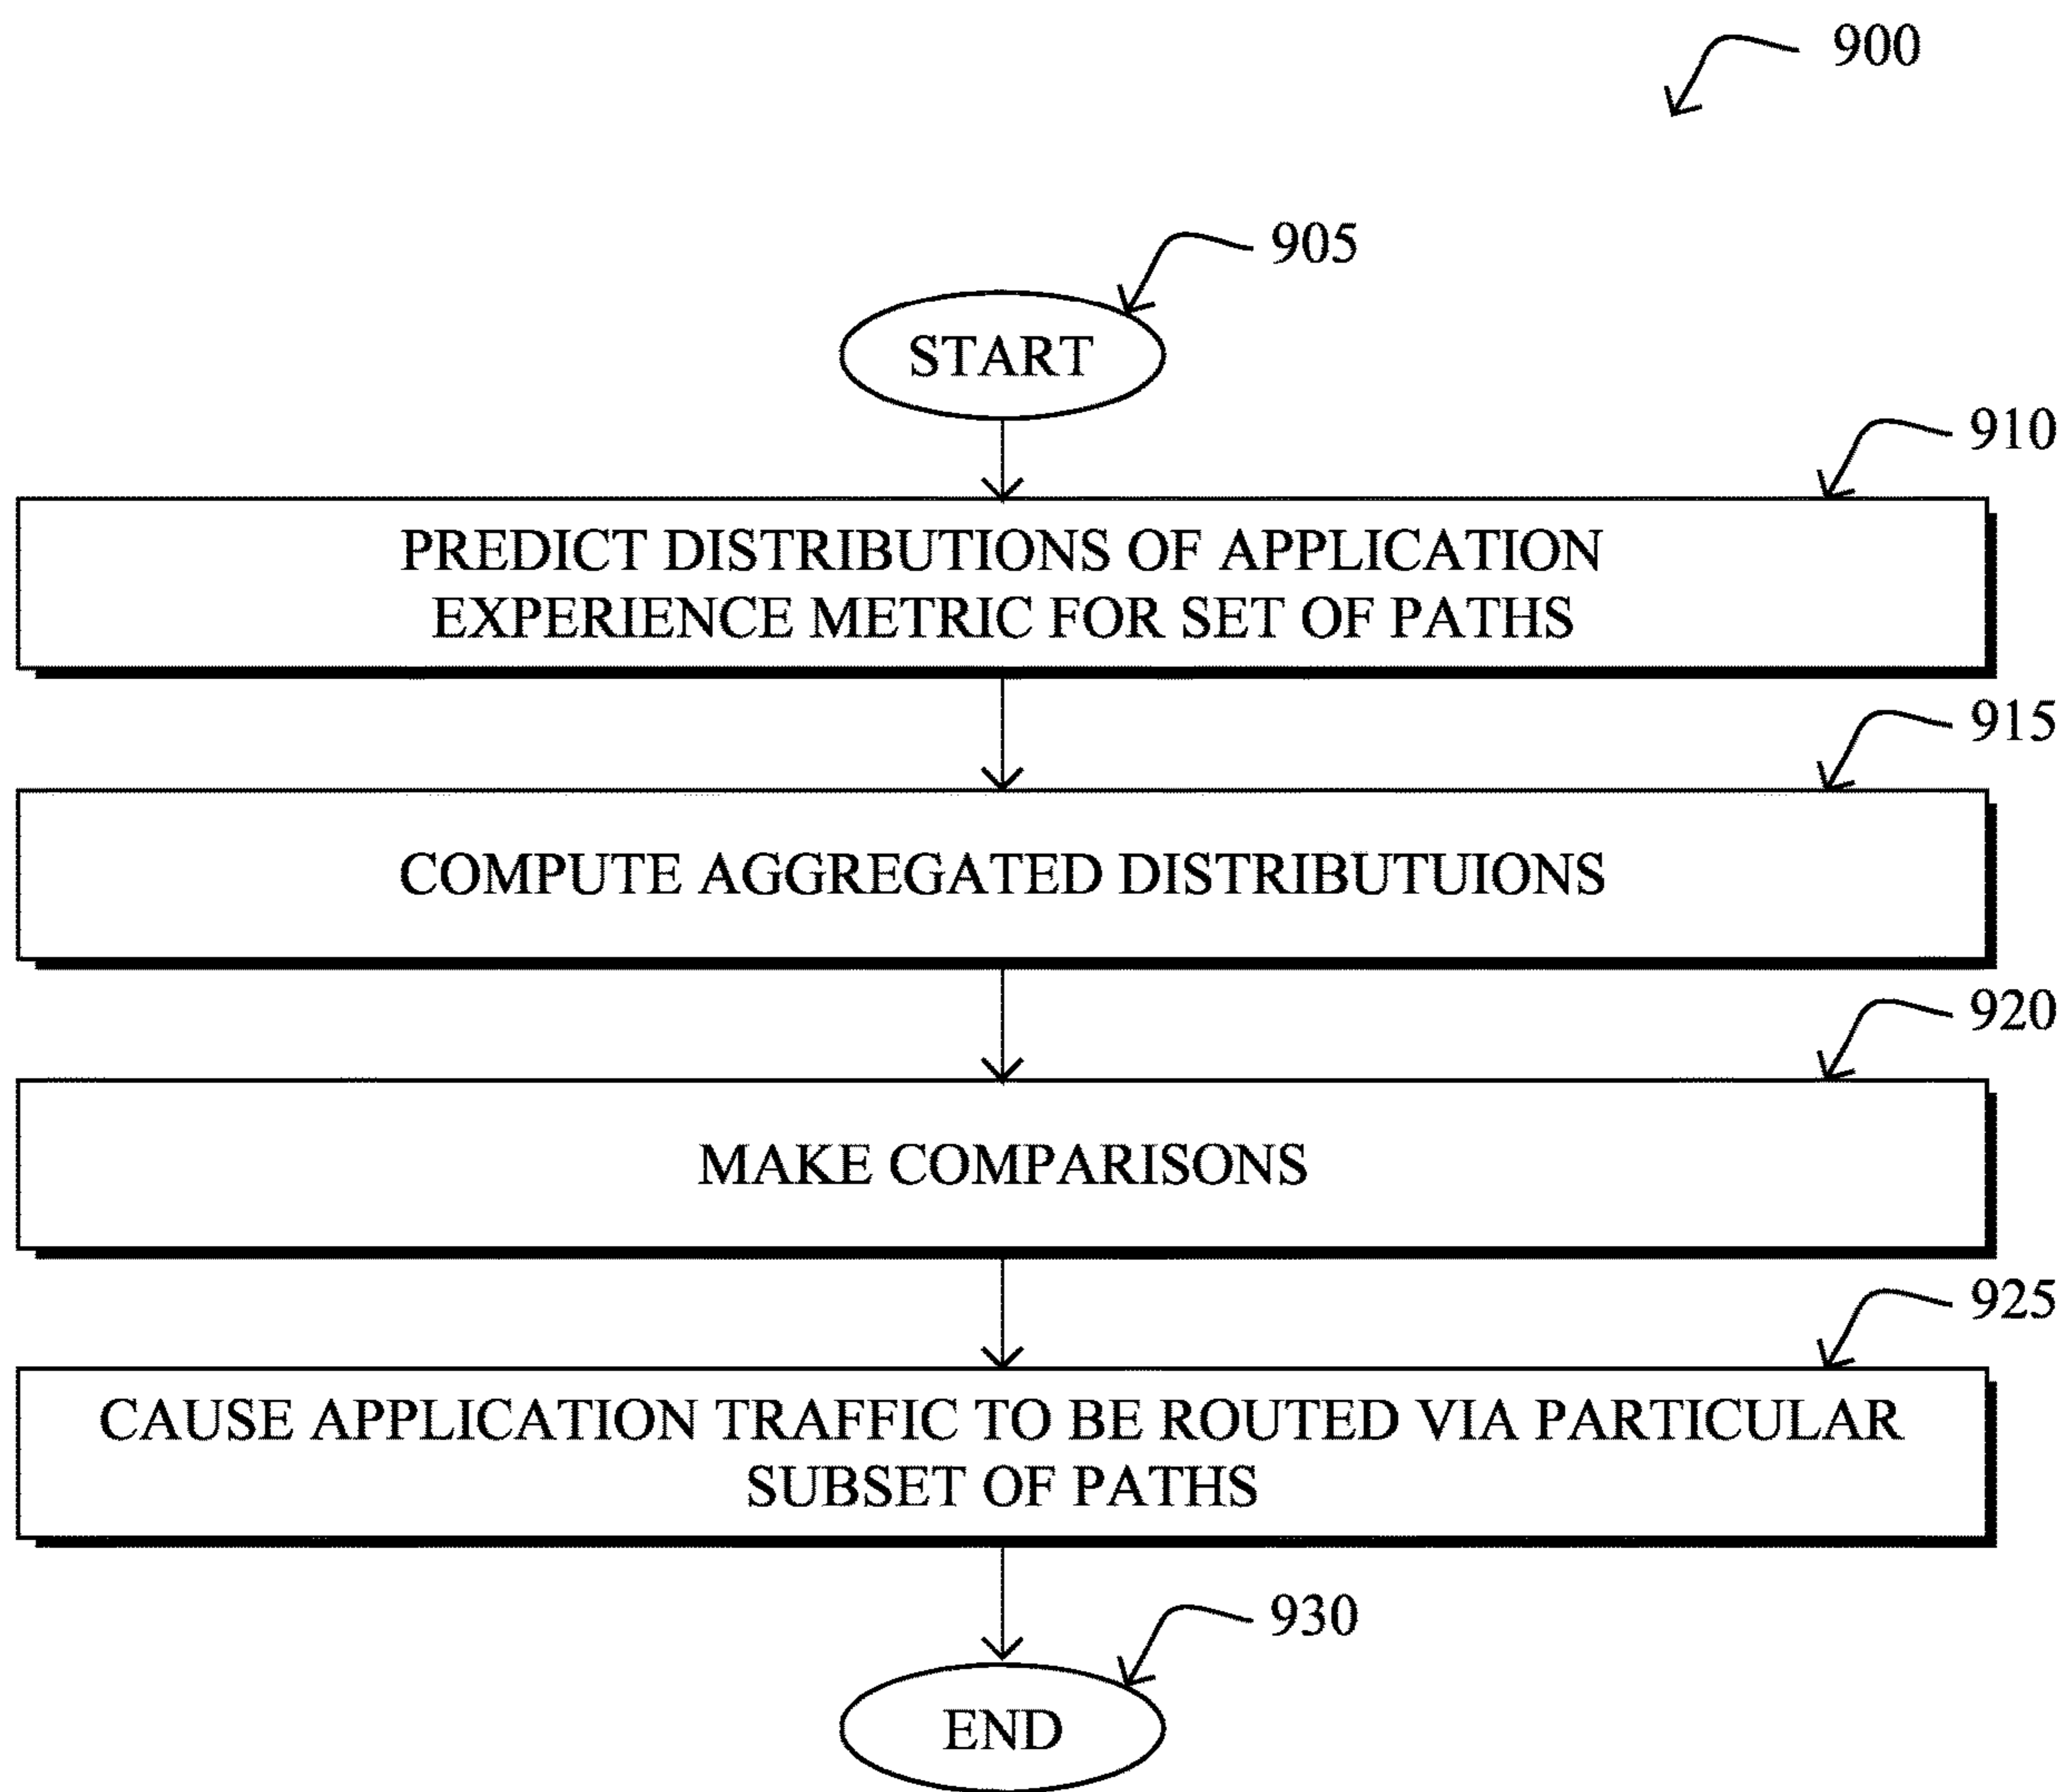 900
905
START
910
PREDICT DISTRIBUTIONS OF APPLICATION
EXPERIENCE METRIC FOR SET OF PATHS
915
COMPUTE AGGREGATED DISTRIBUTUIONS
920
MAKE COMPARISONS
925
CAUSE APPLICATION TRAFFIC TO BE ROUTED VIA PARTICULAR
SUBSET OF PATHS
930
END